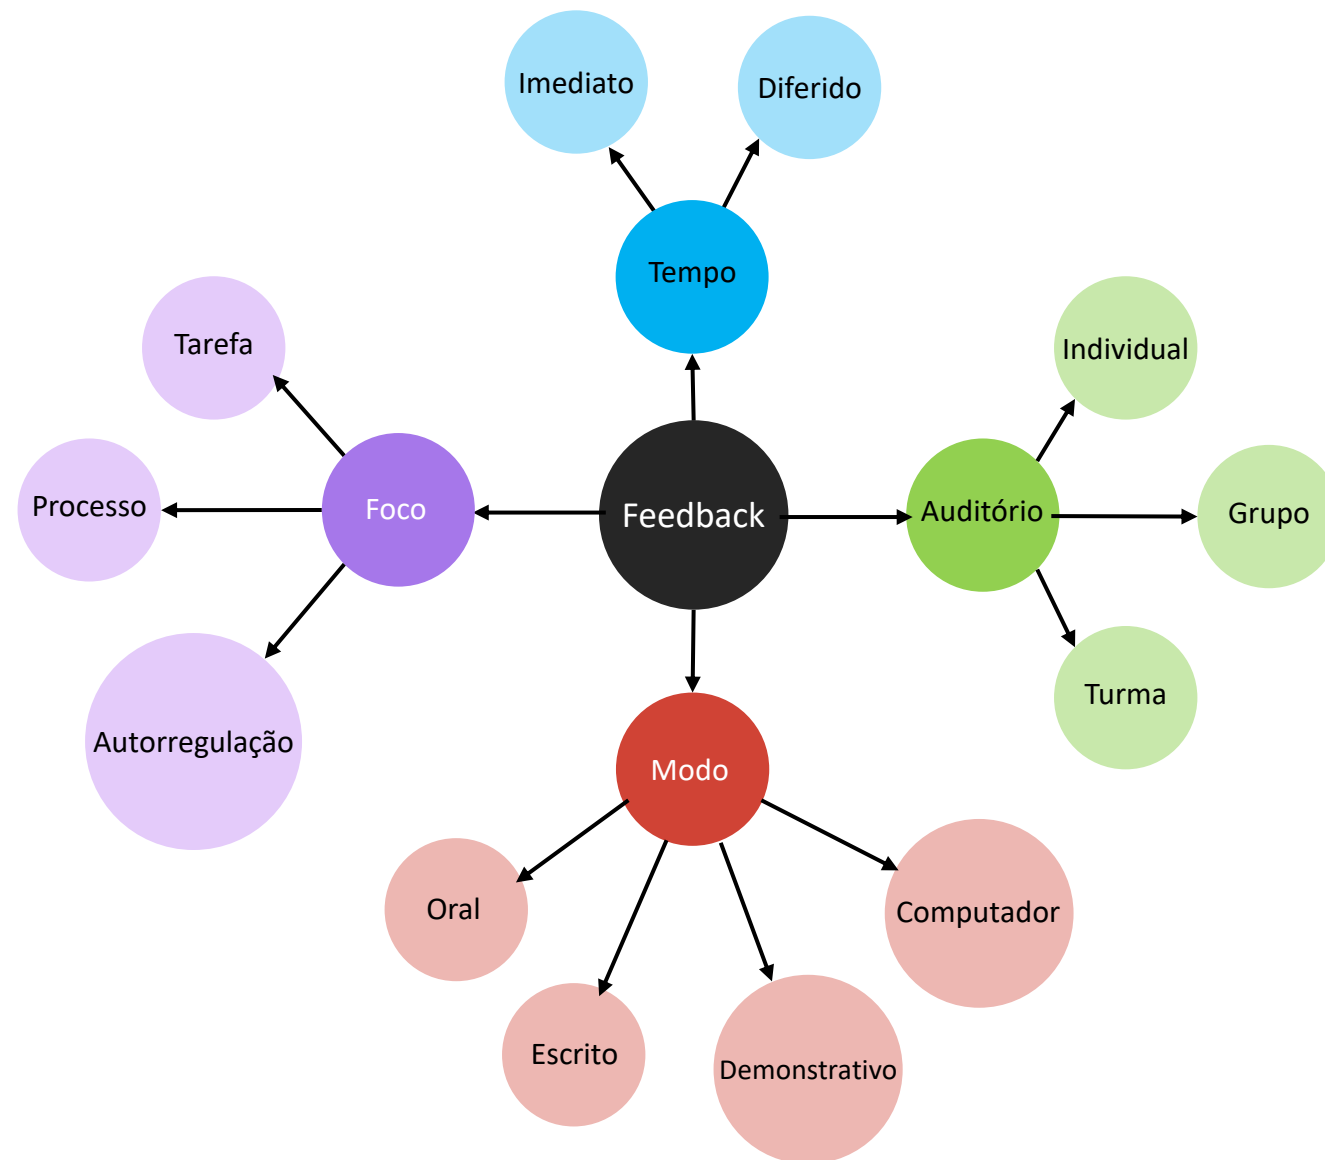 Imediato
Diferido
Tempo
Tarefa
Individual
Processo
Foco
Feedback
Auditório
Grupo
Autorregulação
Turma
Modo
Oral
Computador
Escrito
Demonstrativo